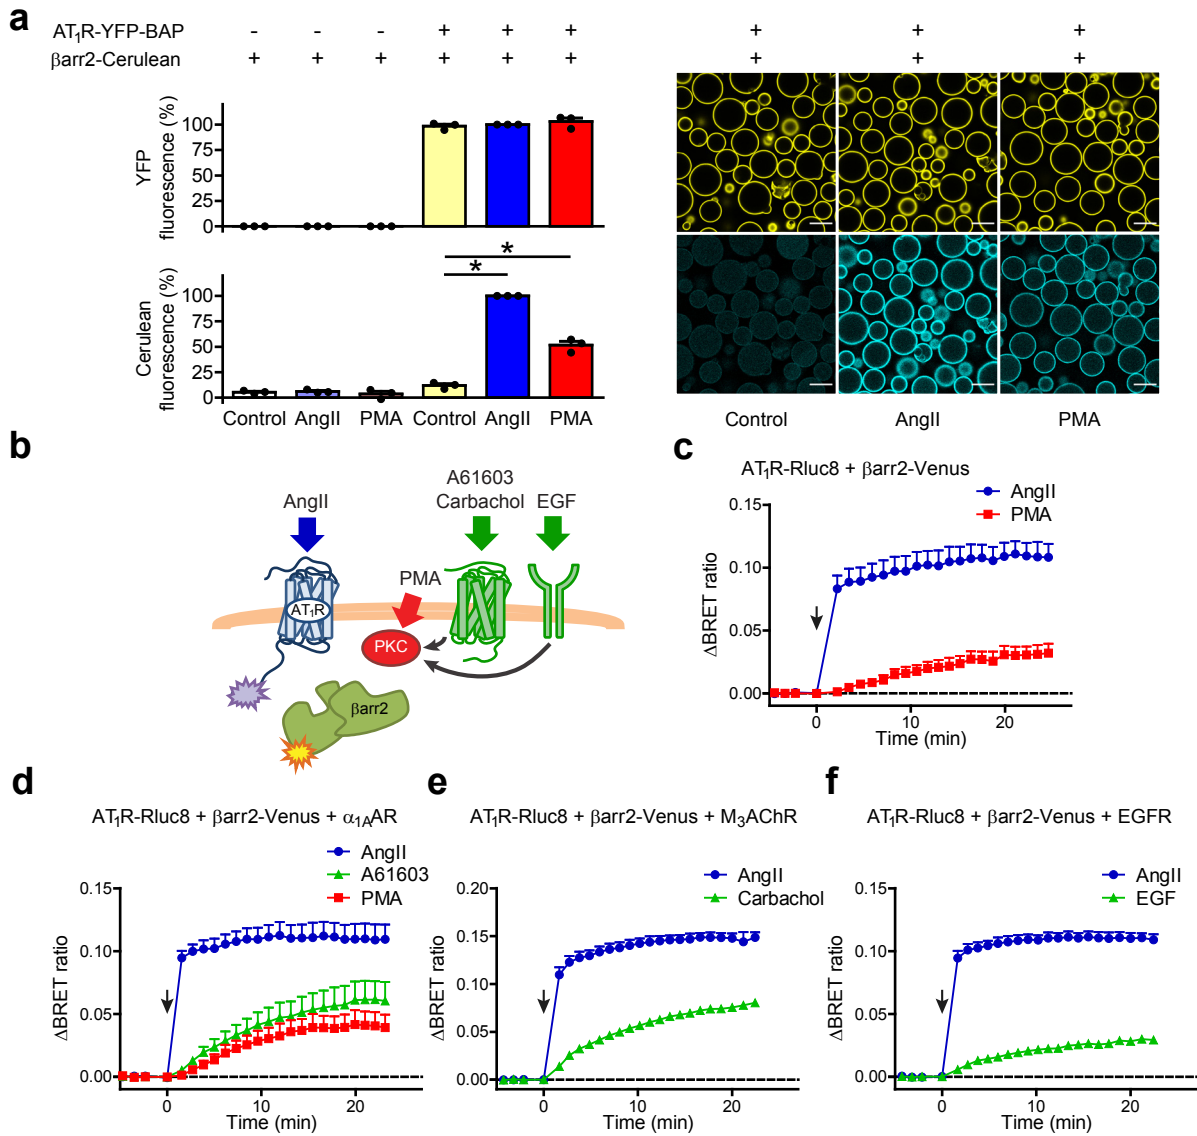 a
AT₁R-YFP-BAP - - - + + + + + +
βarr2-Cerulean + + + + + + + + +
YFP fluorescence (%)
100
75
50
25
0
* *
Cerulean fluorescence (%)
100
75
50
25
0
Control AngII PMA Control AngII PMA
Control AngII PMA
b
AngII
A61603
Carbachol
EGF
PMA
AT₁R
PKC
βarr2
c
AT₁R-Rluc8 + βarr2-Venus
AngII
PMA
ΔBRET ratio
0.15
0.10
0.05
0.00
0 10 20
Time (min)
d
AT₁R-Rluc8 + βarr2-Venus + α₁ₐAR
AngII
A61603
PMA
ΔBRET ratio
0.15
0.10
0.05
0.00
0 10 20
Time (min)
e
AT₁R-Rluc8 + βarr2-Venus + M₃AChR
AngII
Carbachol
ΔBRET ratio
0.20
0.15
0.10
0.05
0.00
0 10 20
Time (min)
f
AT₁R-Rluc8 + βarr2-Venus + EGFR
AngII
EGF
ΔBRET ratio
0.15
0.10
0.05
0.00
0 10 20
Time (min)